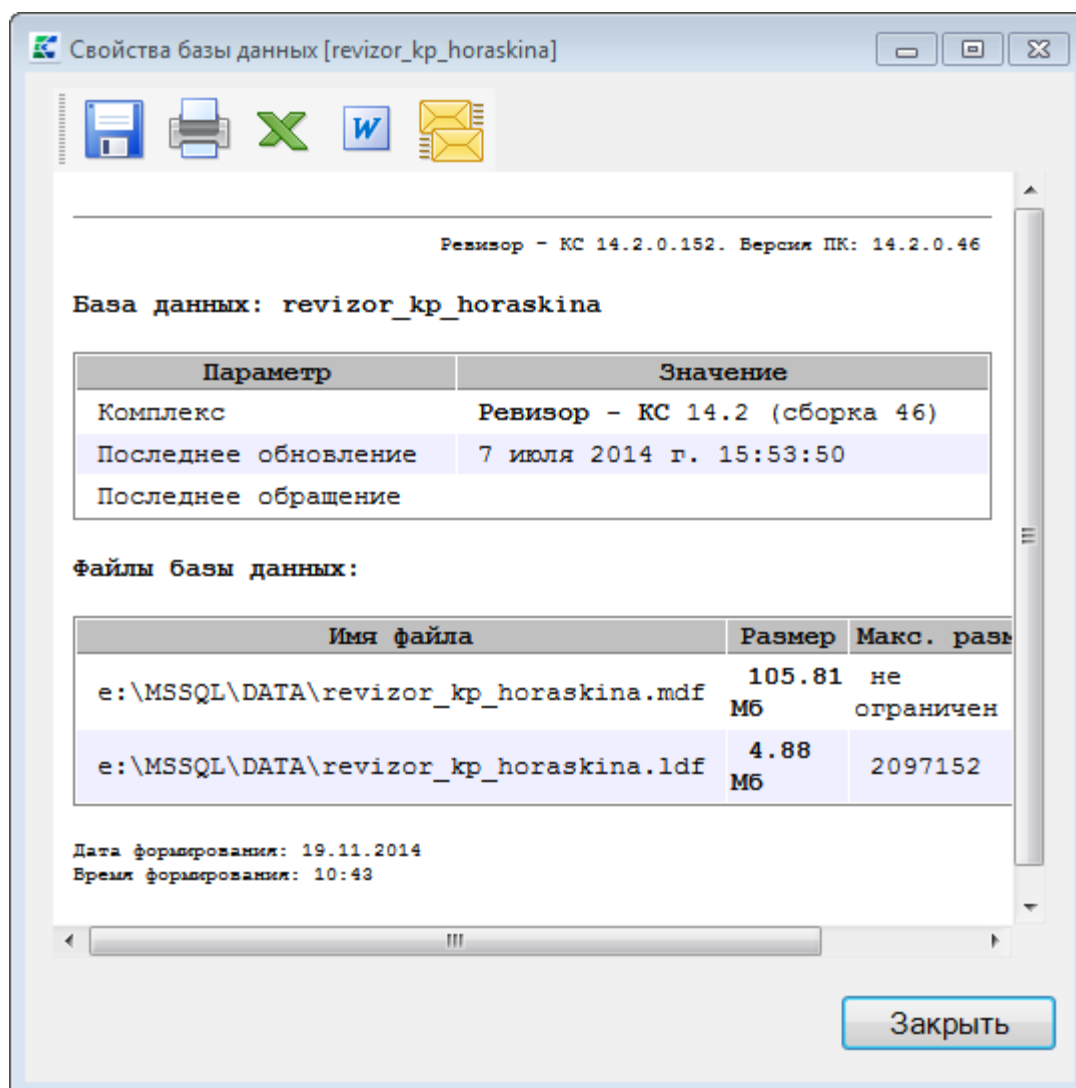 Свойства базы данных [revizor_kp_horaskina]
W
Ревизор - КС 14.2.0.152. Версия ПК: 14.2.0.46
База данных: revizor_kp_horaskina
Параметр Значение
Комплекс Ревизор - КС 14.2 (сборка 46)
Последнее обновление 7 июля 2014 г. 15:53:50
Последнее обращение
Файлы базы данных:
Имя файла Размер Макс. разм
e:\MSSQL\DATA\revizor_kp_horaskina.mdf 105.81 Мб не ограничен
e:\MSSQL\DATA\revizor_kp_horaskina.ldf 4.88 Мб 2097152
Дата формирования: 19.11.2014
Время формирования: 10:43
Закрыть